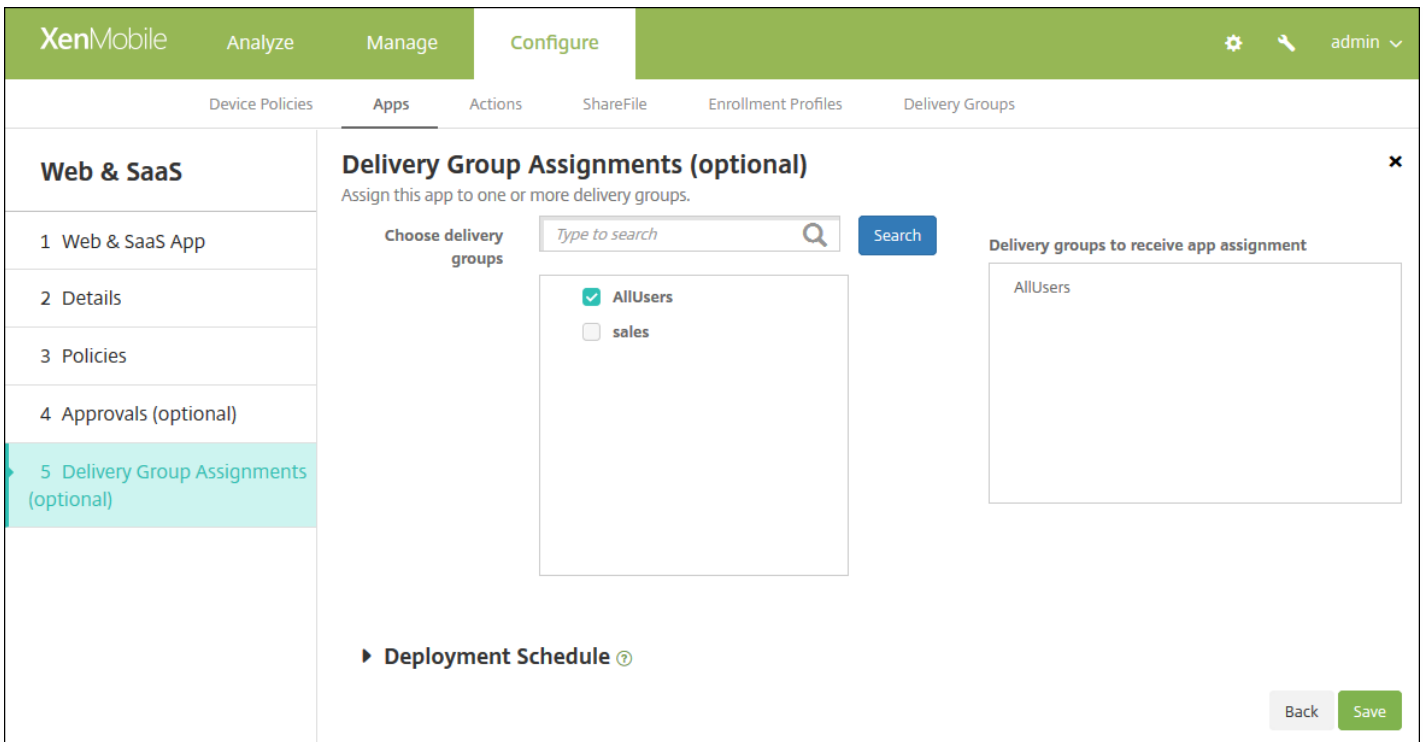 XenMobile Analyze Manage Configure admin
Device Policies Apps Actions ShareFile Enrollment Profiles Delivery Groups
Web & SaaS
1 Web & SaaS App
2 Details
3 Policies
4 Approvals (optional)
5 Delivery Group Assignments
(optional)
Delivery Group Assignments (optional)
Assign this app to one or more delivery groups.
Choose delivery
groups
Type to search
Search
AllUsers
sales
Delivery groups to receive app assignment
AllUsers
Deployment Schedule ?
Back Save